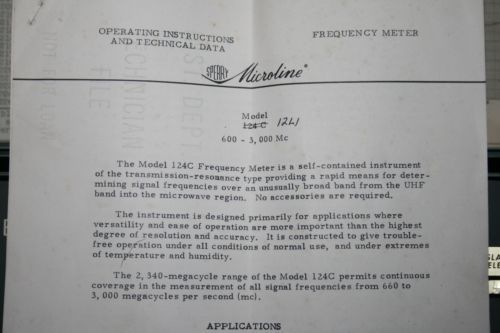 OPERATING INSTRUCTIONS
AND TECHNICAL DATA
FREQUENCY METER
SPERRY Microline®
Model
124 C 12L1
600 - 3,000 Mc
The Model 124C Frequency Meter is a self-contained instrument
of the transmission-resonance type providing a rapid means for deter-
mining signal frequencies over an unusually broad band from the UHF
band into the microwave region. No accessories are required.
The instrument is designed primarily for applications where
versatility and ease of operation are more important than the highest
degree of resolution and accuracy. It is constructed to give trouble-
free operation under all conditions of normal use, and under extremes
of temperature and humidity.
The 2,340-megacycle range of the Model 124C permits continuous
coverage in the measurement of all signal frequencies from 660 to
3,000 megacycles per second (mc).
APPLICATIONS
NOT FOR LOAN
FILE